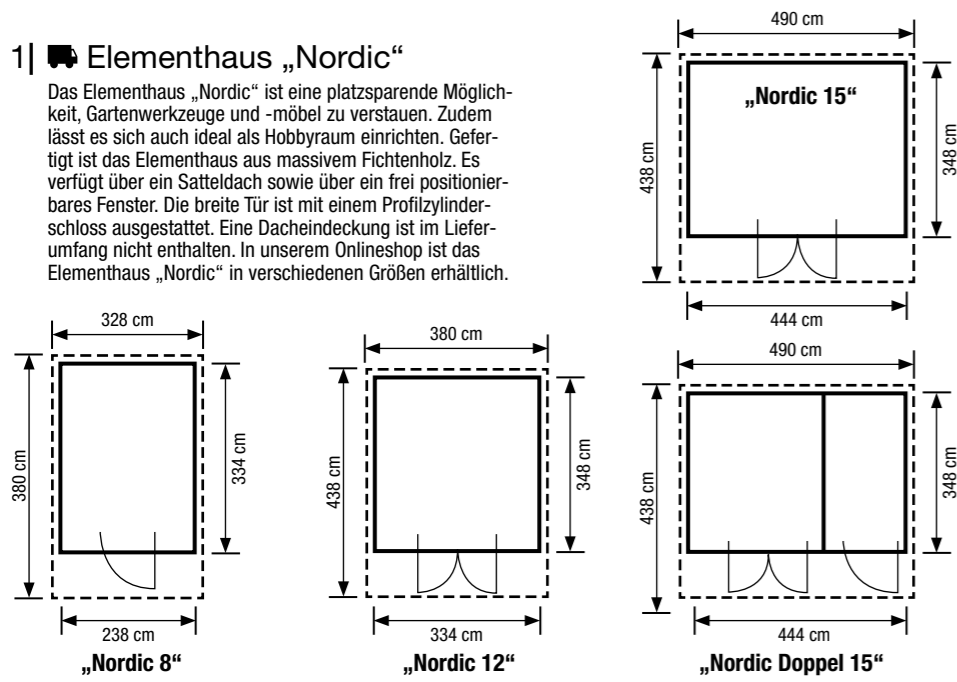 1| Elementhaus „Nordic“
Das Elementhaus „Nordic“ ist eine platzsparende Möglich-
keit, Gartenwerkzeuge und -möbel zu verstauen. Zudem
lässt es sich auch ideal als Hobbyraum einrichten. Gefer-
tigt ist das Elementhaus aus massivem Fichtenholz. Es
verfügt über ein Satteldach sowie über ein frei positionier-
bares Fenster. Die breite Tür ist mit einem Profilzylinder-
schloss ausgestattet. Eine Dacheindeckung ist im Liefer-
umfang nicht enthalten. In unserem Onlineshop ist das
Elementhaus „Nordic“ in verschiedenen Größen erhältlich.
490 cm
„Nordic 15“
438 cm
348 cm
444 cm
328 cm
380 cm
334 cm
238 cm
„Nordic 8“
380 cm
438 cm
348 cm
334 cm
„Nordic 12“
490 cm
438 cm
348 cm
444 cm
„Nordic Doppel 15“